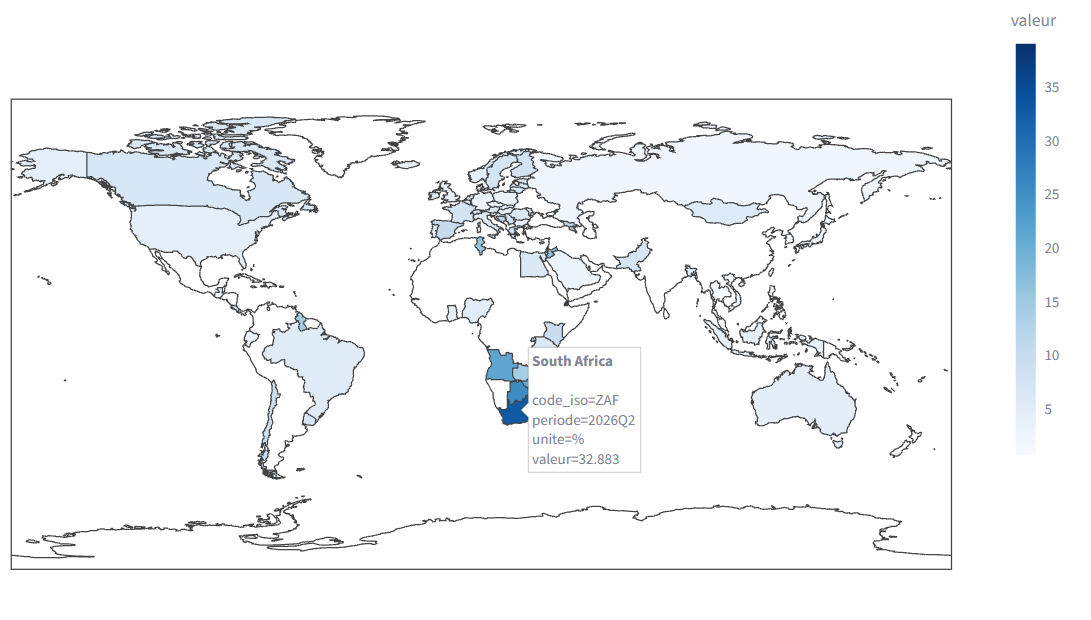 valeur
35
30
25
20
15
10
5
South Africa
code_iso=ZAF
periode=2026Q2
unite=%
valeur=32.883